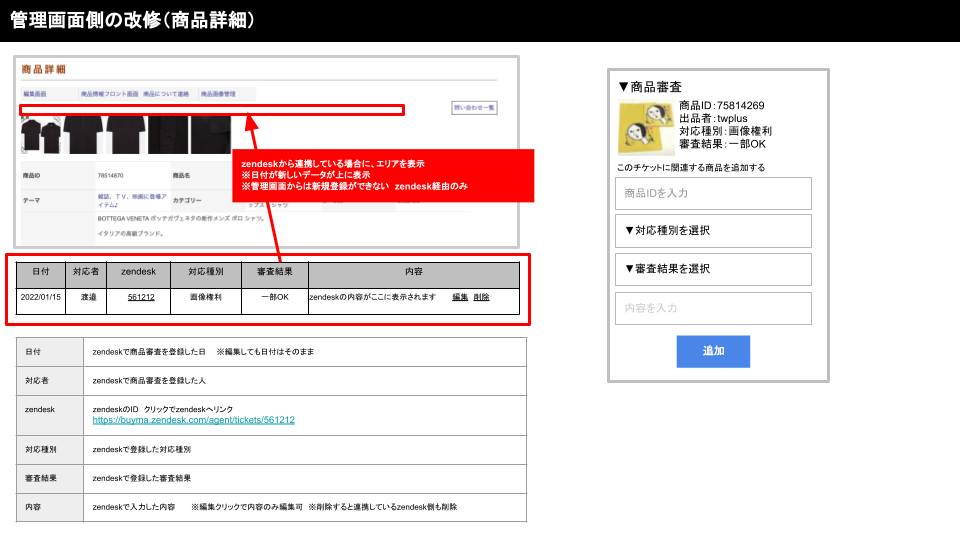 管理画面側の改修（商品詳細）
商品詳細
編集画面 商品情報フロント画面 商品について連絡 商品画像管理
問い合わせ一覧
zendeskから連携している場合に、エリアを表示
※日付が新しいデータが上に表示
※管理画面からは新規登録ができない zendesk経由のみ
商品ID 78514870 商品名
テーマ 雑誌、TV、映画に登場アイテム♪ カテゴリー
BOTTEGA VENETA ボッテガヴェネタの新作メンズ ポロ シャツ。
イタリアの高級ブランド。
日付 対応者 zendesk 対応種別 審査結果 内容
2022/01/15 渡邉 561212 画像権利 一部OK zendeskの内容がここに表示されます 編集 削除
日付 zendeskで商品審査を登録した日 ※編集しても日付はそのまま
対応者 zendeskで商品審査を登録した人
zendesk zendeskのID クリックでzendeskへリンク
https://buyma.zendesk.com/agent/tickets/561212
対応種別 zendeskで登録した対応種別
審査結果 zendeskで登録した審査結果
内容 zendeskで入力した内容 ※編集クリックで内容のみ編集可 ※削除すると連携しているzendesk側も削除
▼商品審査
商品ID：75814269
出品者：twplus
対応種別：画像権利
審査結果：一部OK
このチケットに関連する商品を追加する
商品IDを入力
▼対応種別を選択
▼審査結果を選択
内容を入力
追加